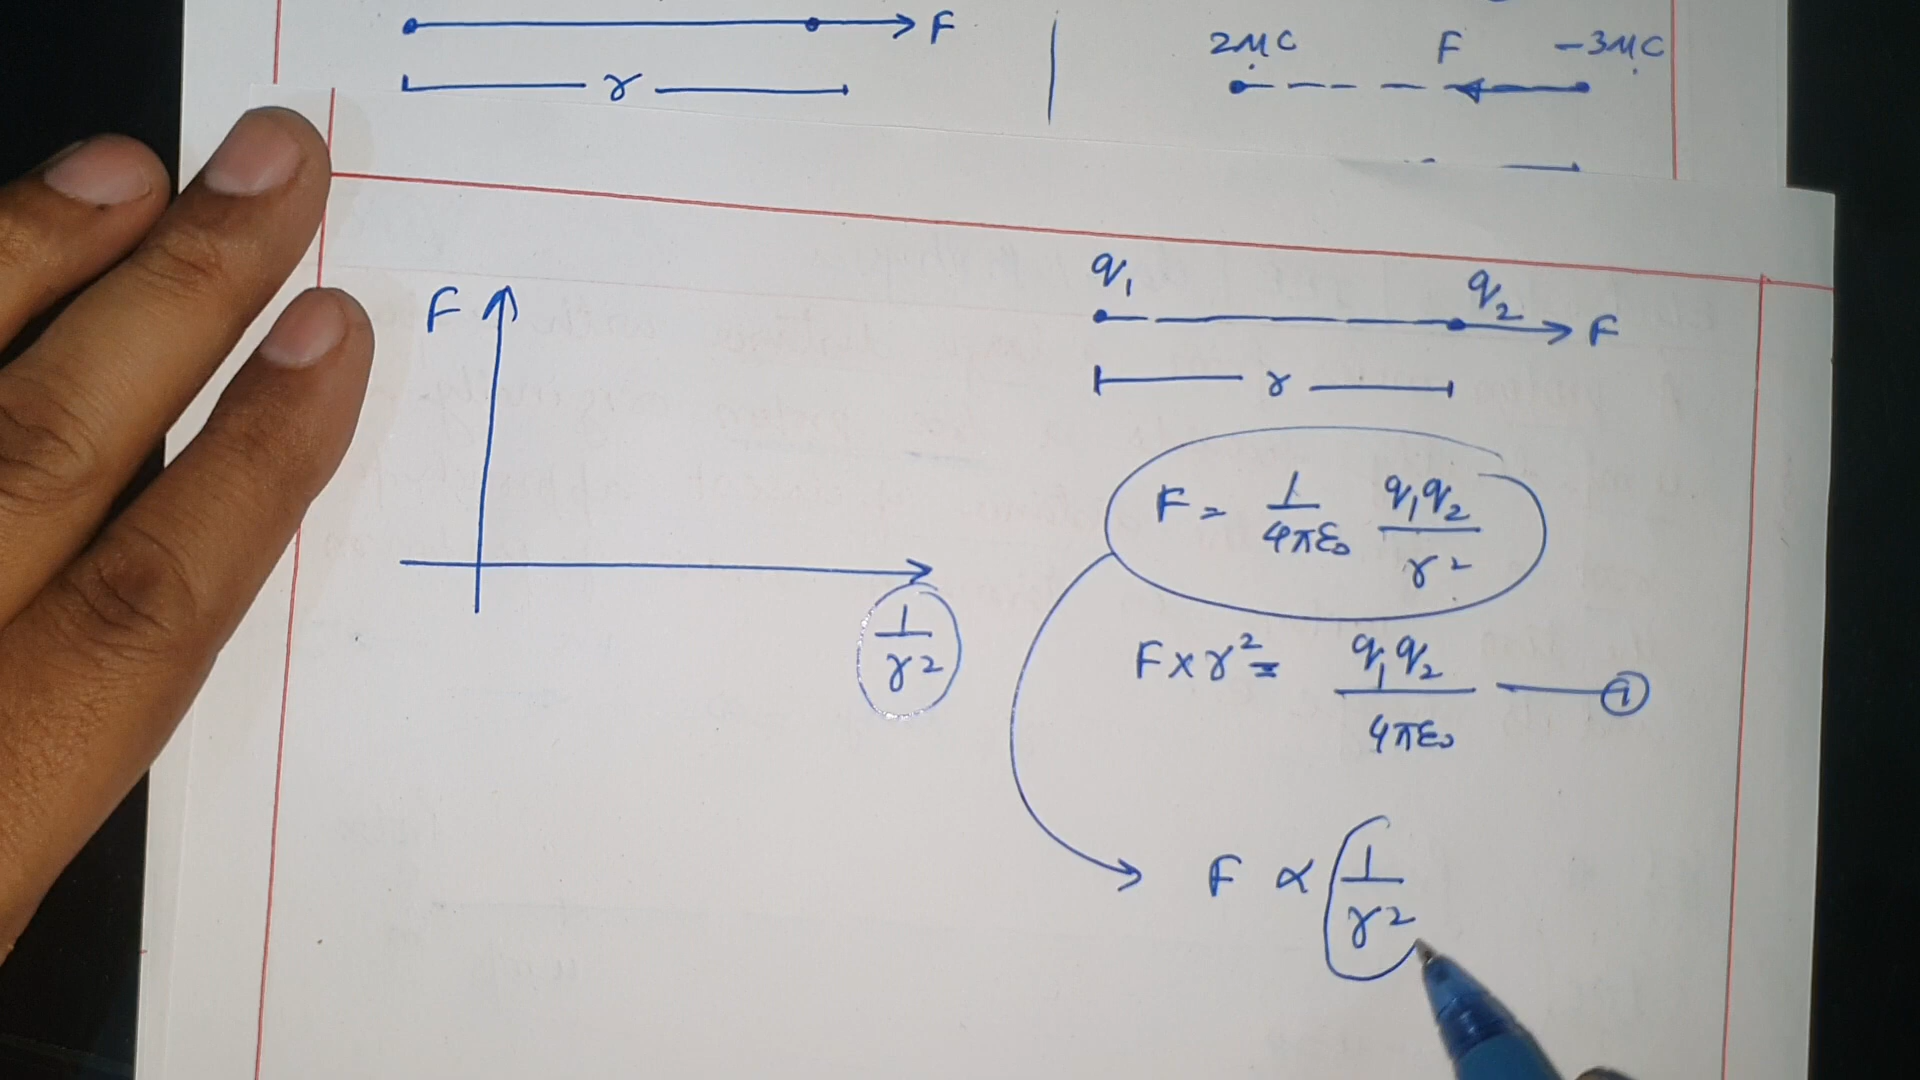 F
r
2μC F -3μC
q₁ q₂
F
r
F
1/r²
F = 1/4πε₀ q₁q₂/r²
F×r² = q₁q₂/4πε₀ — ①
F ∝ 1/r²